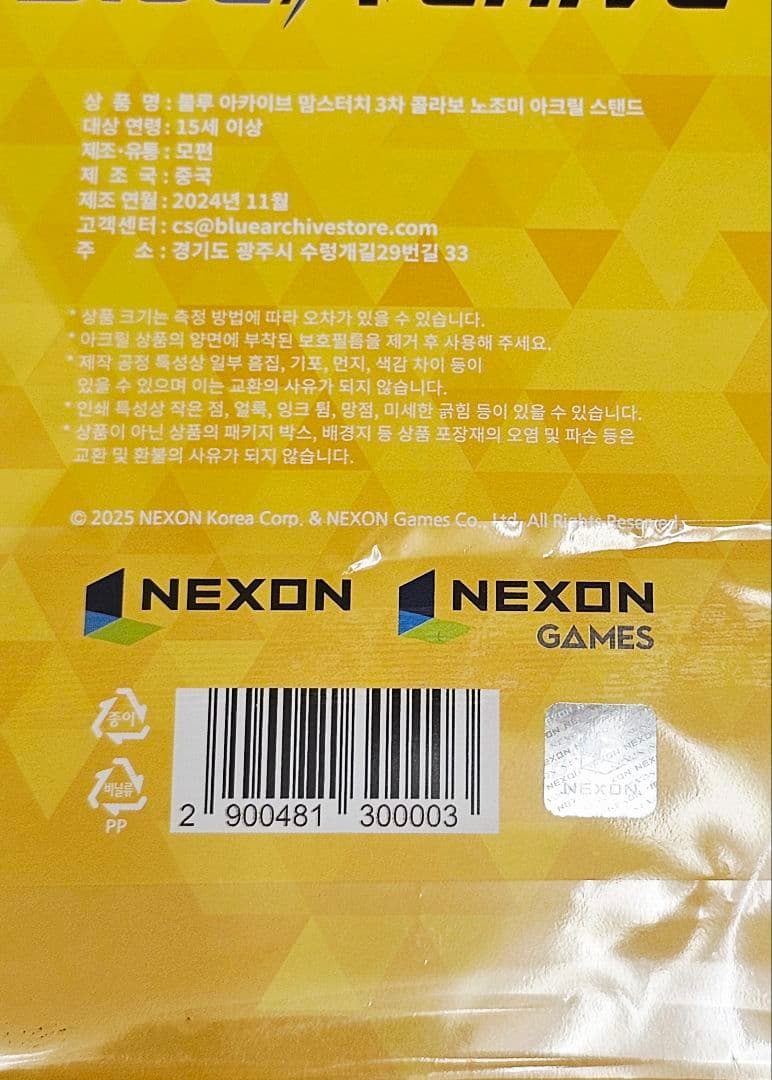 상 품 명 : 블루 아카이브 맘스터치 3차 콜라보 노조미 아크릴 스탠드
대상 연령 : 15세 이상
제조·유통 : 모펀
제 조 국 : 중국
제조 연월 : 2024년 11월
고객센터 : cs@bluearchivestore.com
주 소 : 경기도 광주시 수렁개길29번길 33
* 상품 크기는 측정 방법에 따라 오차가 있을 수 있습니다.
* 아크릴 상품의 양면에 부착된 보호필름을 제거 후 사용해 주세요.
* 제작 공정 특성상 일부 흠집, 기포, 먼지, 색감 차이 등이
있을 수 있으며 이는 교환의 사유가 되지 않습니다.
* 인쇄 특성상 작은 점, 얼룩, 잉크 튐, 망점, 미세한 긁힘 등이 있을 수 있습니다.
* 상품이 아닌 상품의 패키지 박스, 배경지 등 상품 포장재의 오염 및 파손 등은
교환 및 환불의 사유가 되지 않습니다.
© 2025 NEXON Korea Corp. & NEXON Games Co., Ltd. All Rights Reserved.
NEXON NEXON
GAMES
종이
비닐류
PP
2 900481 300003
NEXON